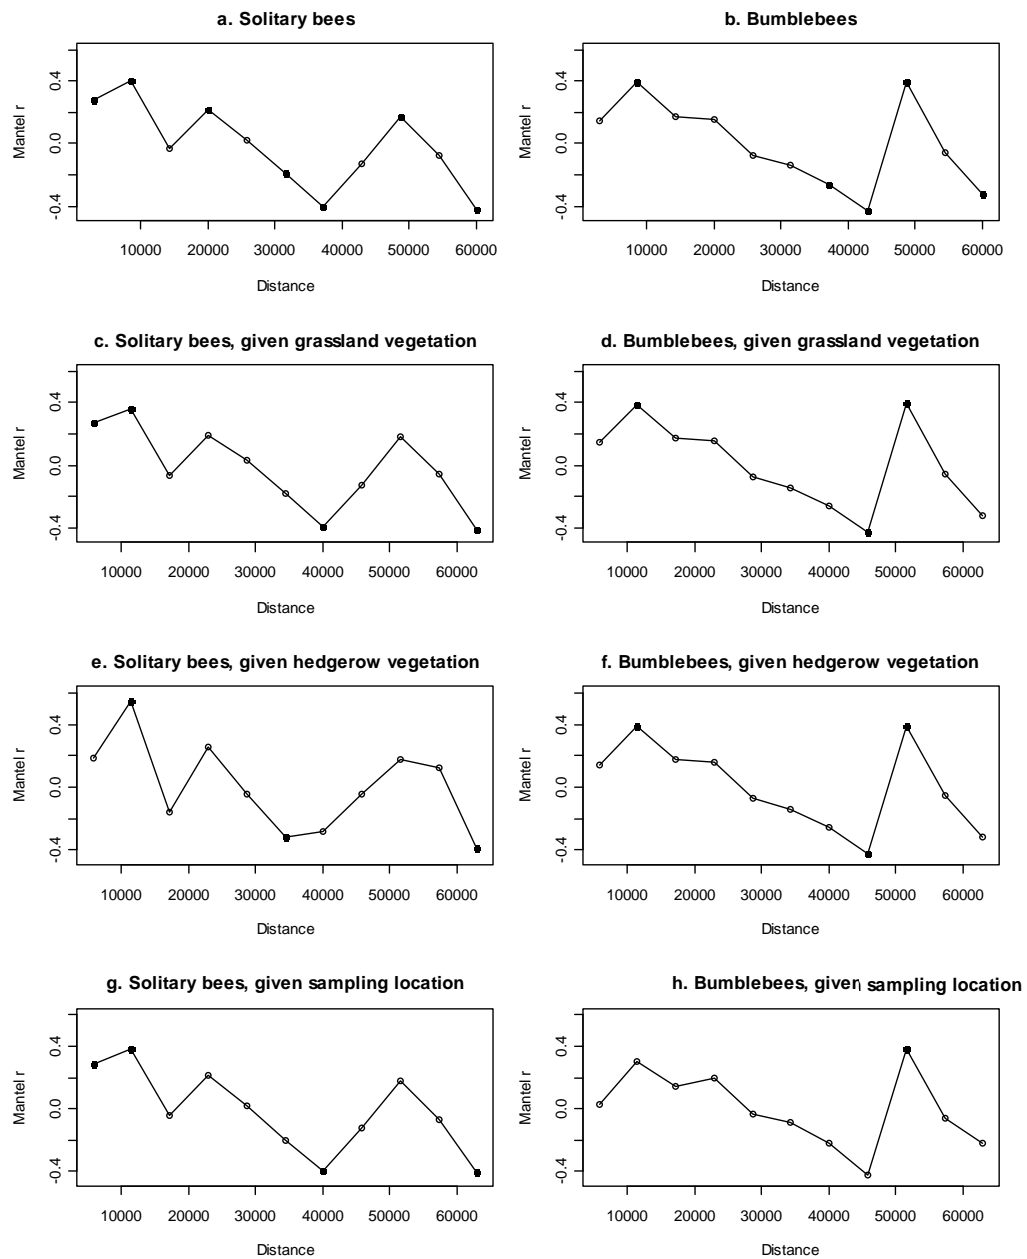 a. Solitary bees
b. Bumblebees
Mantel r
0.4
0.0
-0.4
10000 20000 30000 40000 50000 60000
Distance
Mantel r
0.4
0.0
-0.4
10000 20000 30000 40000 50000 60000
Distance
c. Solitary bees, given grassland vegetation
d. Bumblebees, given grassland vegetation
Mantel r
0.4
0.0
-0.4
10000 20000 30000 40000 50000 60000
Distance
Mantel r
0.4
0.0
-0.4
10000 20000 30000 40000 50000 60000
Distance
e. Solitary bees, given hedgerow vegetation
f. Bumblebees, given hedgerow vegetation
Mantel r
0.4
0.0
-0.4
10000 20000 30000 40000 50000 60000
Distance
Mantel r
0.4
0.0
-0.4
10000 20000 30000 40000 50000 60000
Distance
g. Solitary bees, given sampling location
h. Bumblebees, given sampling location
Mantel r
0.4
0.0
-0.4
10000 20000 30000 40000 50000 60000
Distance
Mantel r
0.4
0.0
-0.4
10000 20000 30000 40000 50000 60000
Distance